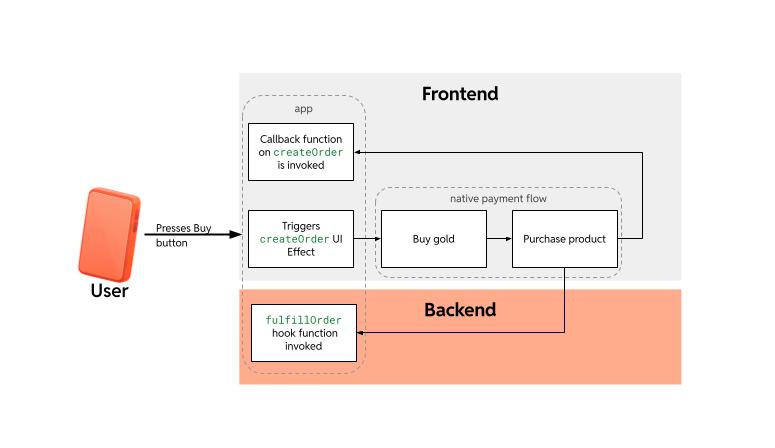 Frontend
app
Callback function
on createOrder
is invoked
native payment flow
Presses Buy
button
Triggers
createOrder UI
Effect
Buy gold
Purchase product
User
Backend
fulfillOrder
hook function
invoked